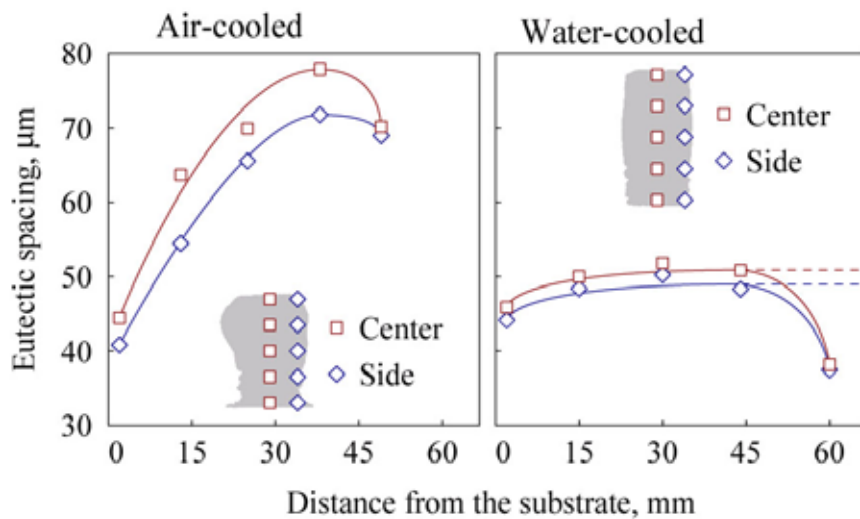 Air-cooled
Water-cooled
Eutectic spacing, μm
80
70
60
50
40
30
Center
Side
Center
Side
0 15 30 45 60
0 15 30 45 60
Distance from the substrate, mm